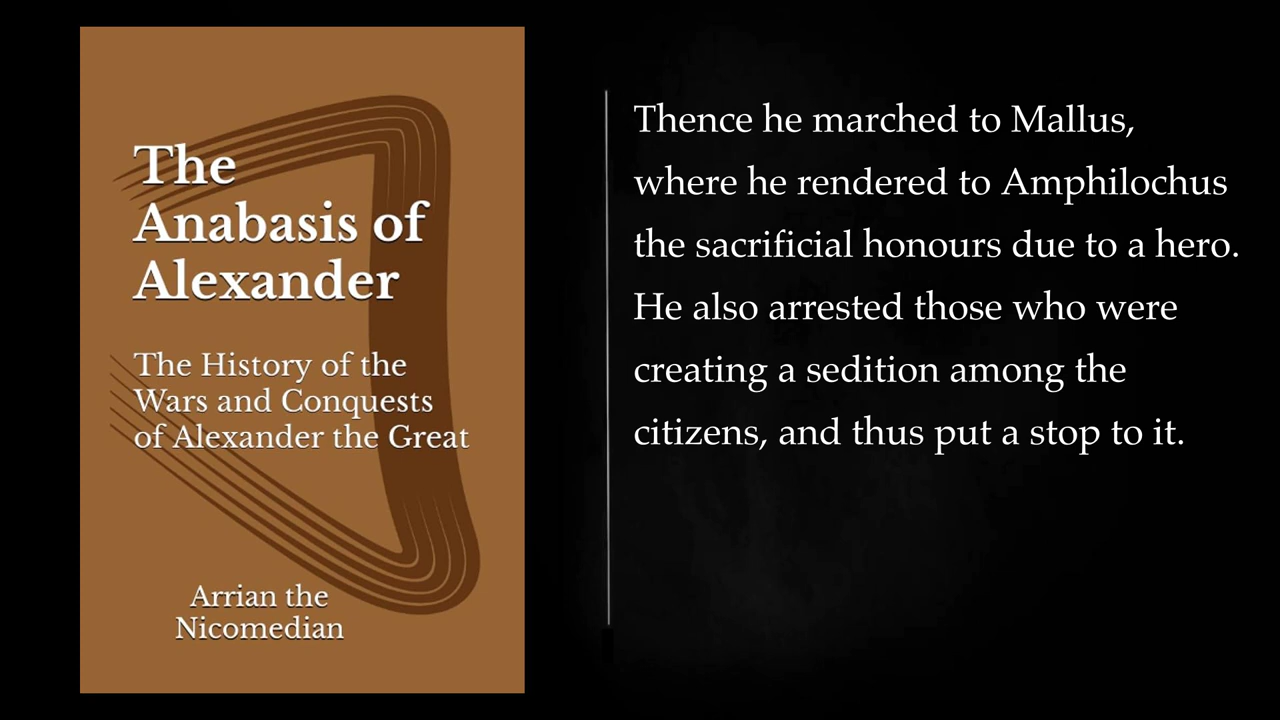 The
Anabasis of
Alexander
The History of the
Wars and Conquests
of Alexander the Great
Arrian the
Nicomedian
Thence he marched to Mallus,
where he rendered to Amphilochus
the sacrificial honours due to a hero.
He also arrested those who were
creating a sedition among the
citizens, and thus put a stop to it.